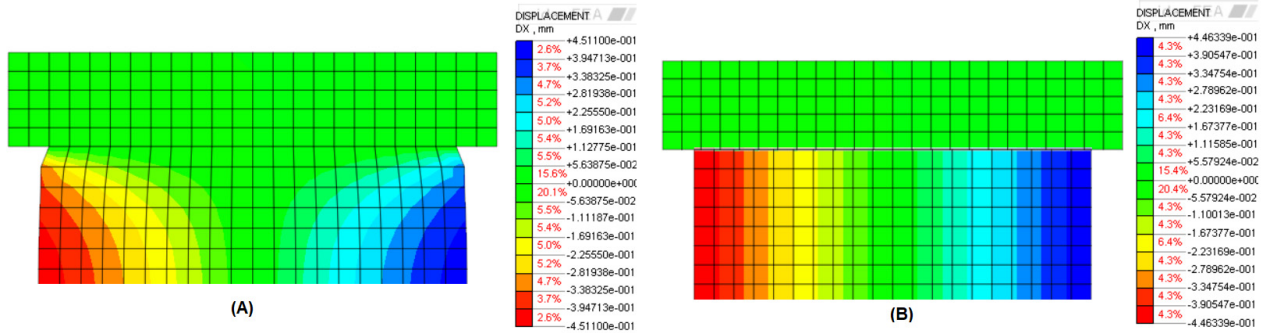 DISPLACEMENT
DX , mm
+4.51100e-001
2.6%
+3.94713e-001
3.7%
+3.38325e-001
4.7%
+2.81938e-001
5.2%
+2.25550e-001
5.0%
+1.69163e-001
5.4%
+1.12775e-001
5.5%
+5.63875e-002
15.6%
+0.00000e+000
20.1%
-5.63875e-002
5.5%
-1.11187e-001
5.4%
-1.69163e-001
5.0%
-2.25550e-001
5.2%
-2.81938e-001
4.7%
-3.38325e-001
3.7%
-3.94713e-001
2.6%
-4.51100e-001
(A)
DISPLACEMENT
DX , mm
+4.46339e-001
4.3%
+3.90547e-001
4.3%
+3.34754e-001
4.3%
+2.78962e-001
4.3%
+2.23169e-001
6.4%
+1.67377e-001
4.3%
+1.11585e-001
4.3%
+5.57924e-002
15.4%
+0.00000e+000
20.4%
-5.57924e-002
4.3%
-1.10013e-001
4.3%
-1.67377e-001
6.4%
-2.23169e-001
4.3%
-2.78962e-001
4.3%
-3.34754e-001
4.3%
-3.90547e-001
4.3%
-4.46339e-001
(B)